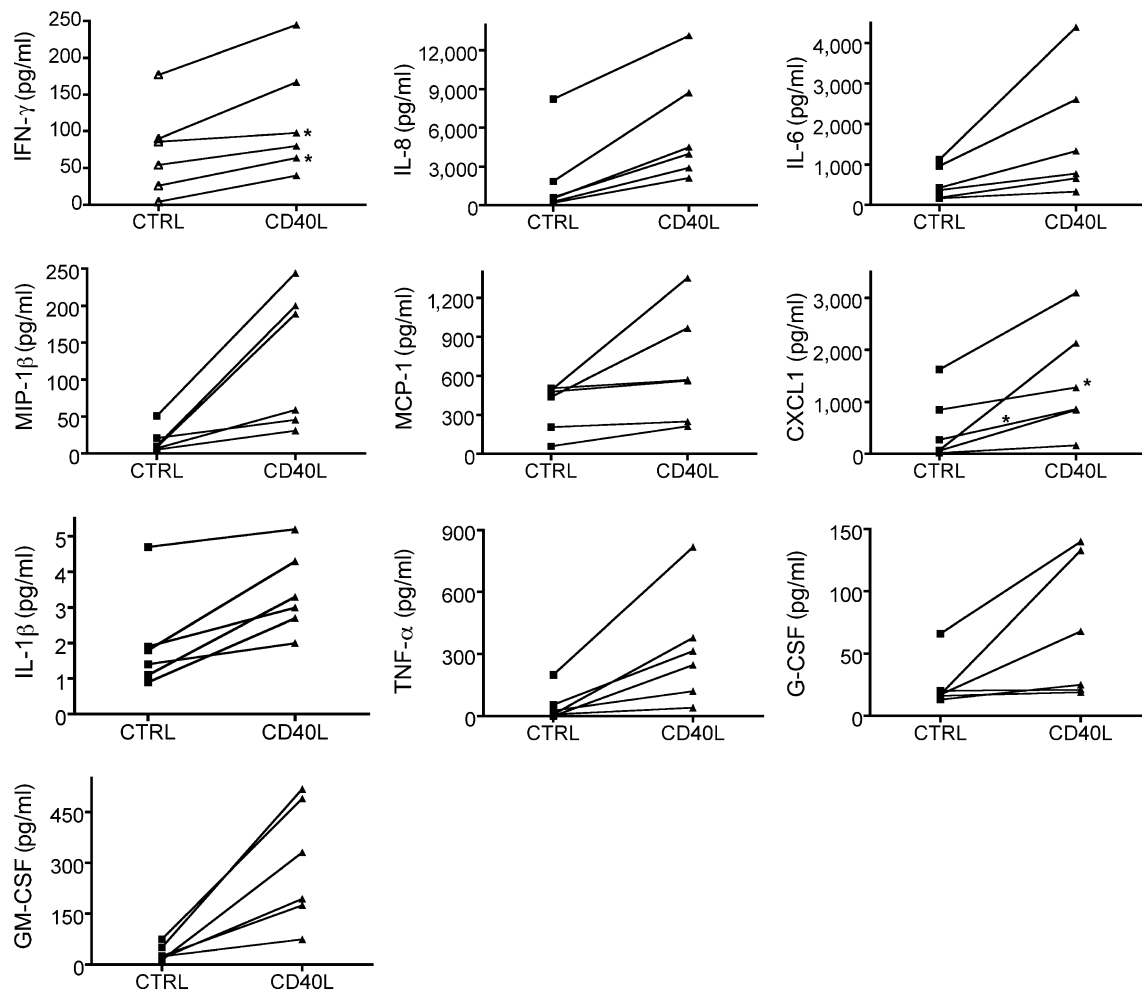 IFN-γ (pg/ml)
250
200
150
100
50
0
*
*
CTRL
CD40L
IL-8 (pg/ml)
12,000
9,000
6,000
3,000
0
CTRL
CD40L
IL-6 (pg/ml)
4,000
3,000
2,000
1,000
0
CTRL
CD40L
MIP-1β (pg/ml)
250
200
150
100
50
0
CTRL
CD40L
MCP-1 (pg/ml)
1,200
900
600
300
0
CTRL
CD40L
CXCL1 (pg/ml)
3,000
2,000
1,000
0
*
*
CTRL
CD40L
IL-1β (pg/ml)
5
4
3
2
1
0
CTRL
CD40L
TNF-α (pg/ml)
900
600
300
0
CTRL
CD40L
G-CSF (pg/ml)
150
100
50
0
CTRL
CD40L
GM-CSF (pg/ml)
450
300
150
0
CTRL
CD40L